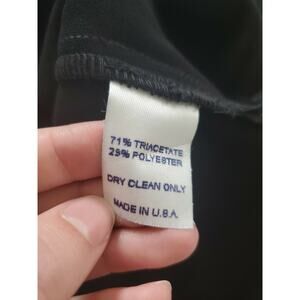 71% TRIACETATE
29% POLYESTER
DRY CLEAN ONLY
MADE IN U.S.A.